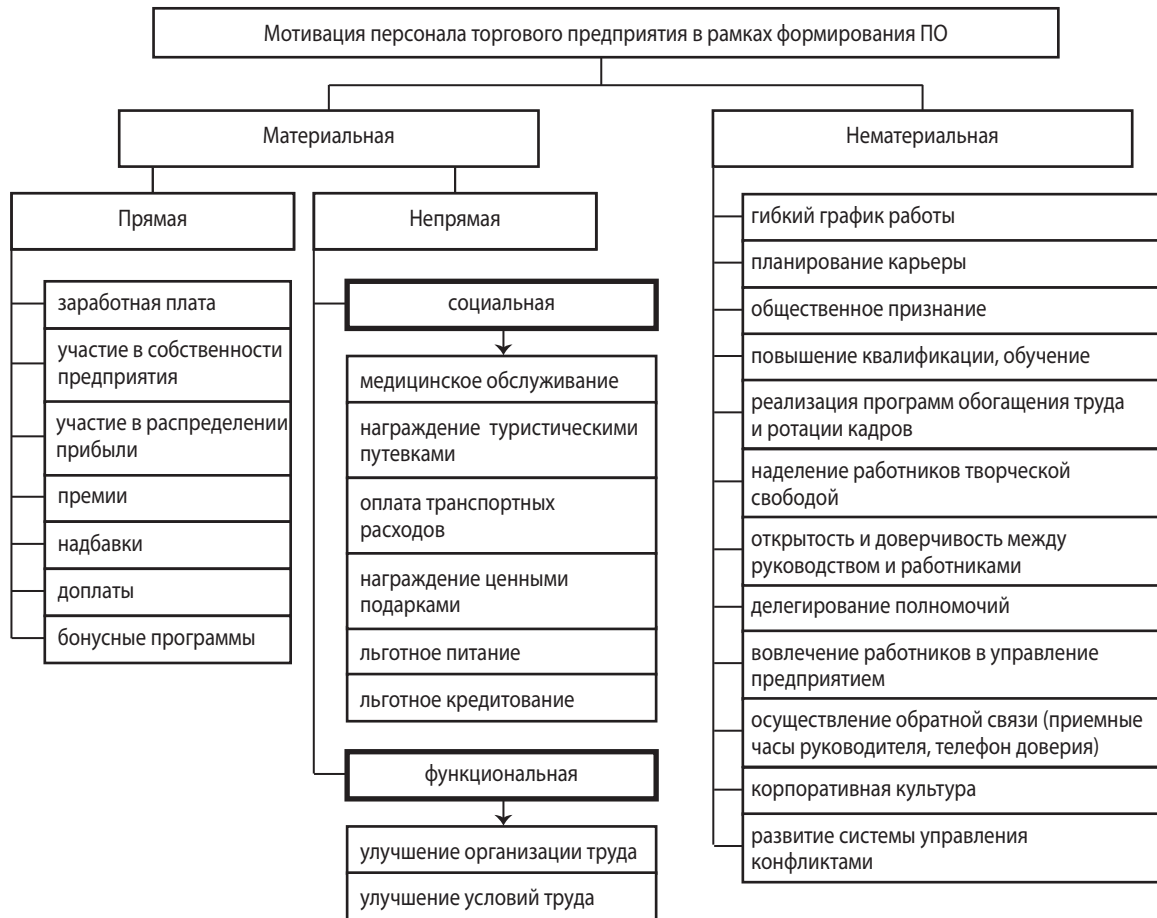 Мотивация персонала торгового предприятия в рамках формирования ПО
Материальная
Нематериальная
Прямая
Непрямая
заработная плата
участие в собственности
предприятия
участие в распределении
прибыли
премии
надбавки
доплаты
бонусные программы
социальная
медицинское обслуживание
награждение туристическими
путевками
оплата транспортных
расходов
награждение ценными
подарками
льготное питание
льготное кредитование
функциональная
улучшение организации труда
улучшение условий труда
гибкий график работы
планирование карьеры
общественное признание
повышение квалификации, обучение
реализация программ обогащения труда
и ротации кадров
наделение работников творческой
свободой
открытость и доверчивость между
руководством и работниками
делегирование полномочий
вовлечение работников в управление
предприятием
осуществление обратной связи (приемные
часы руководителя, телефон доверия)
корпоративная культура
развитие системы управления
конфликтами